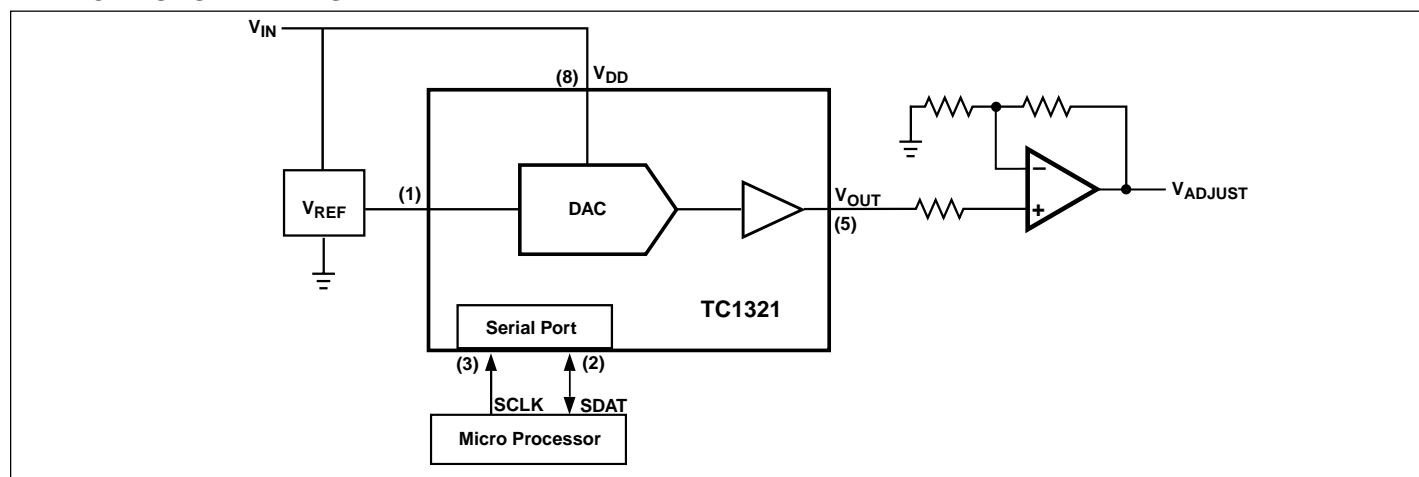 VIN
(8) VDD
VREF
(1)
DAC
VOUT
(5)
−
+
VADJUST
TC1321
Serial Port
(3)
(2)
SCLK
SDAT
Micro Processor